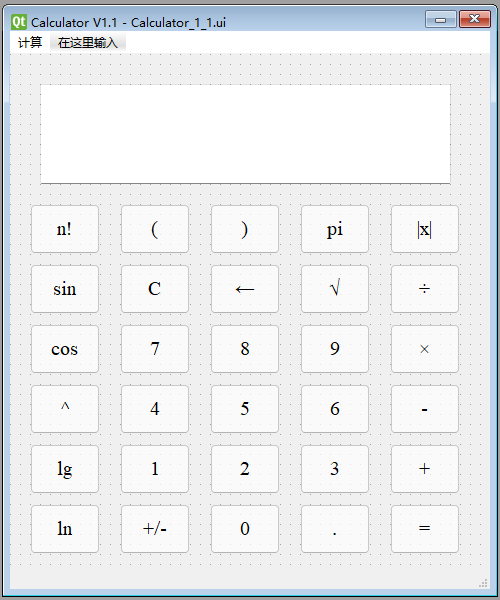 Qt Calculator V1.1 - Calculator_1_1.ui
计算 在这里输入
n! ( ) pi |x|
sin C ← √ ÷
cos 7 8 9 ×
^ 4 5 6 -
lg 1 2 3 +
ln +/- 0 . =